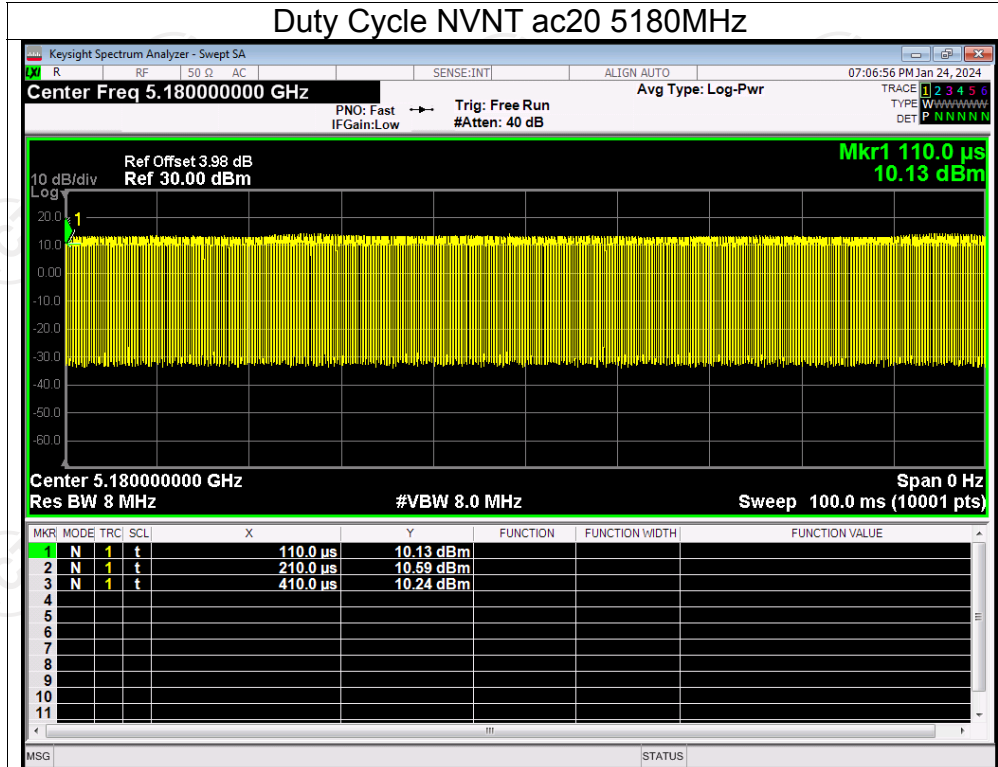 Duty Cycle NVNT ac20 5180MHz
Keysight Spectrum Analyzer - Swept SA
LXI R RF 50 Ω AC SENSE:INT ALIGN AUTO 07:06:56 PM Jan 24, 2024
Center Freq 5.180000000 GHz
PNO: Fast
IFGain:Low
Trig: Free Run
#Atten: 40 dB
Avg Type: Log-Pwr
TRACE 1 2 3 4 5 6
TYPE WWWWWWW
DET P N N N N N
Mkr1 110.0 µs
10.13 dBm
Ref Offset 3.98 dB
10 dB/div Ref 30.00 dBm
Log
20.0
1
10.0
0.00
-10.0
-20.0
-30.0
-40.0
-50.0
-60.0
Center 5.180000000 GHz Span 0 Hz
Res BW 8 MHz #VBW 8.0 MHz Sweep 100.0 ms (10001 pts)
MKR MODE TRC SCL X Y FUNCTION FUNCTION WIDTH FUNCTION VALUE
1 N 1 t 110.0 µs 10.13 dBm
2 N 1 t 210.0 µs 10.59 dBm
3 N 1 t 410.0 µs 10.24 dBm
4
5
6
7
8
9
10
11
MSG STATUS